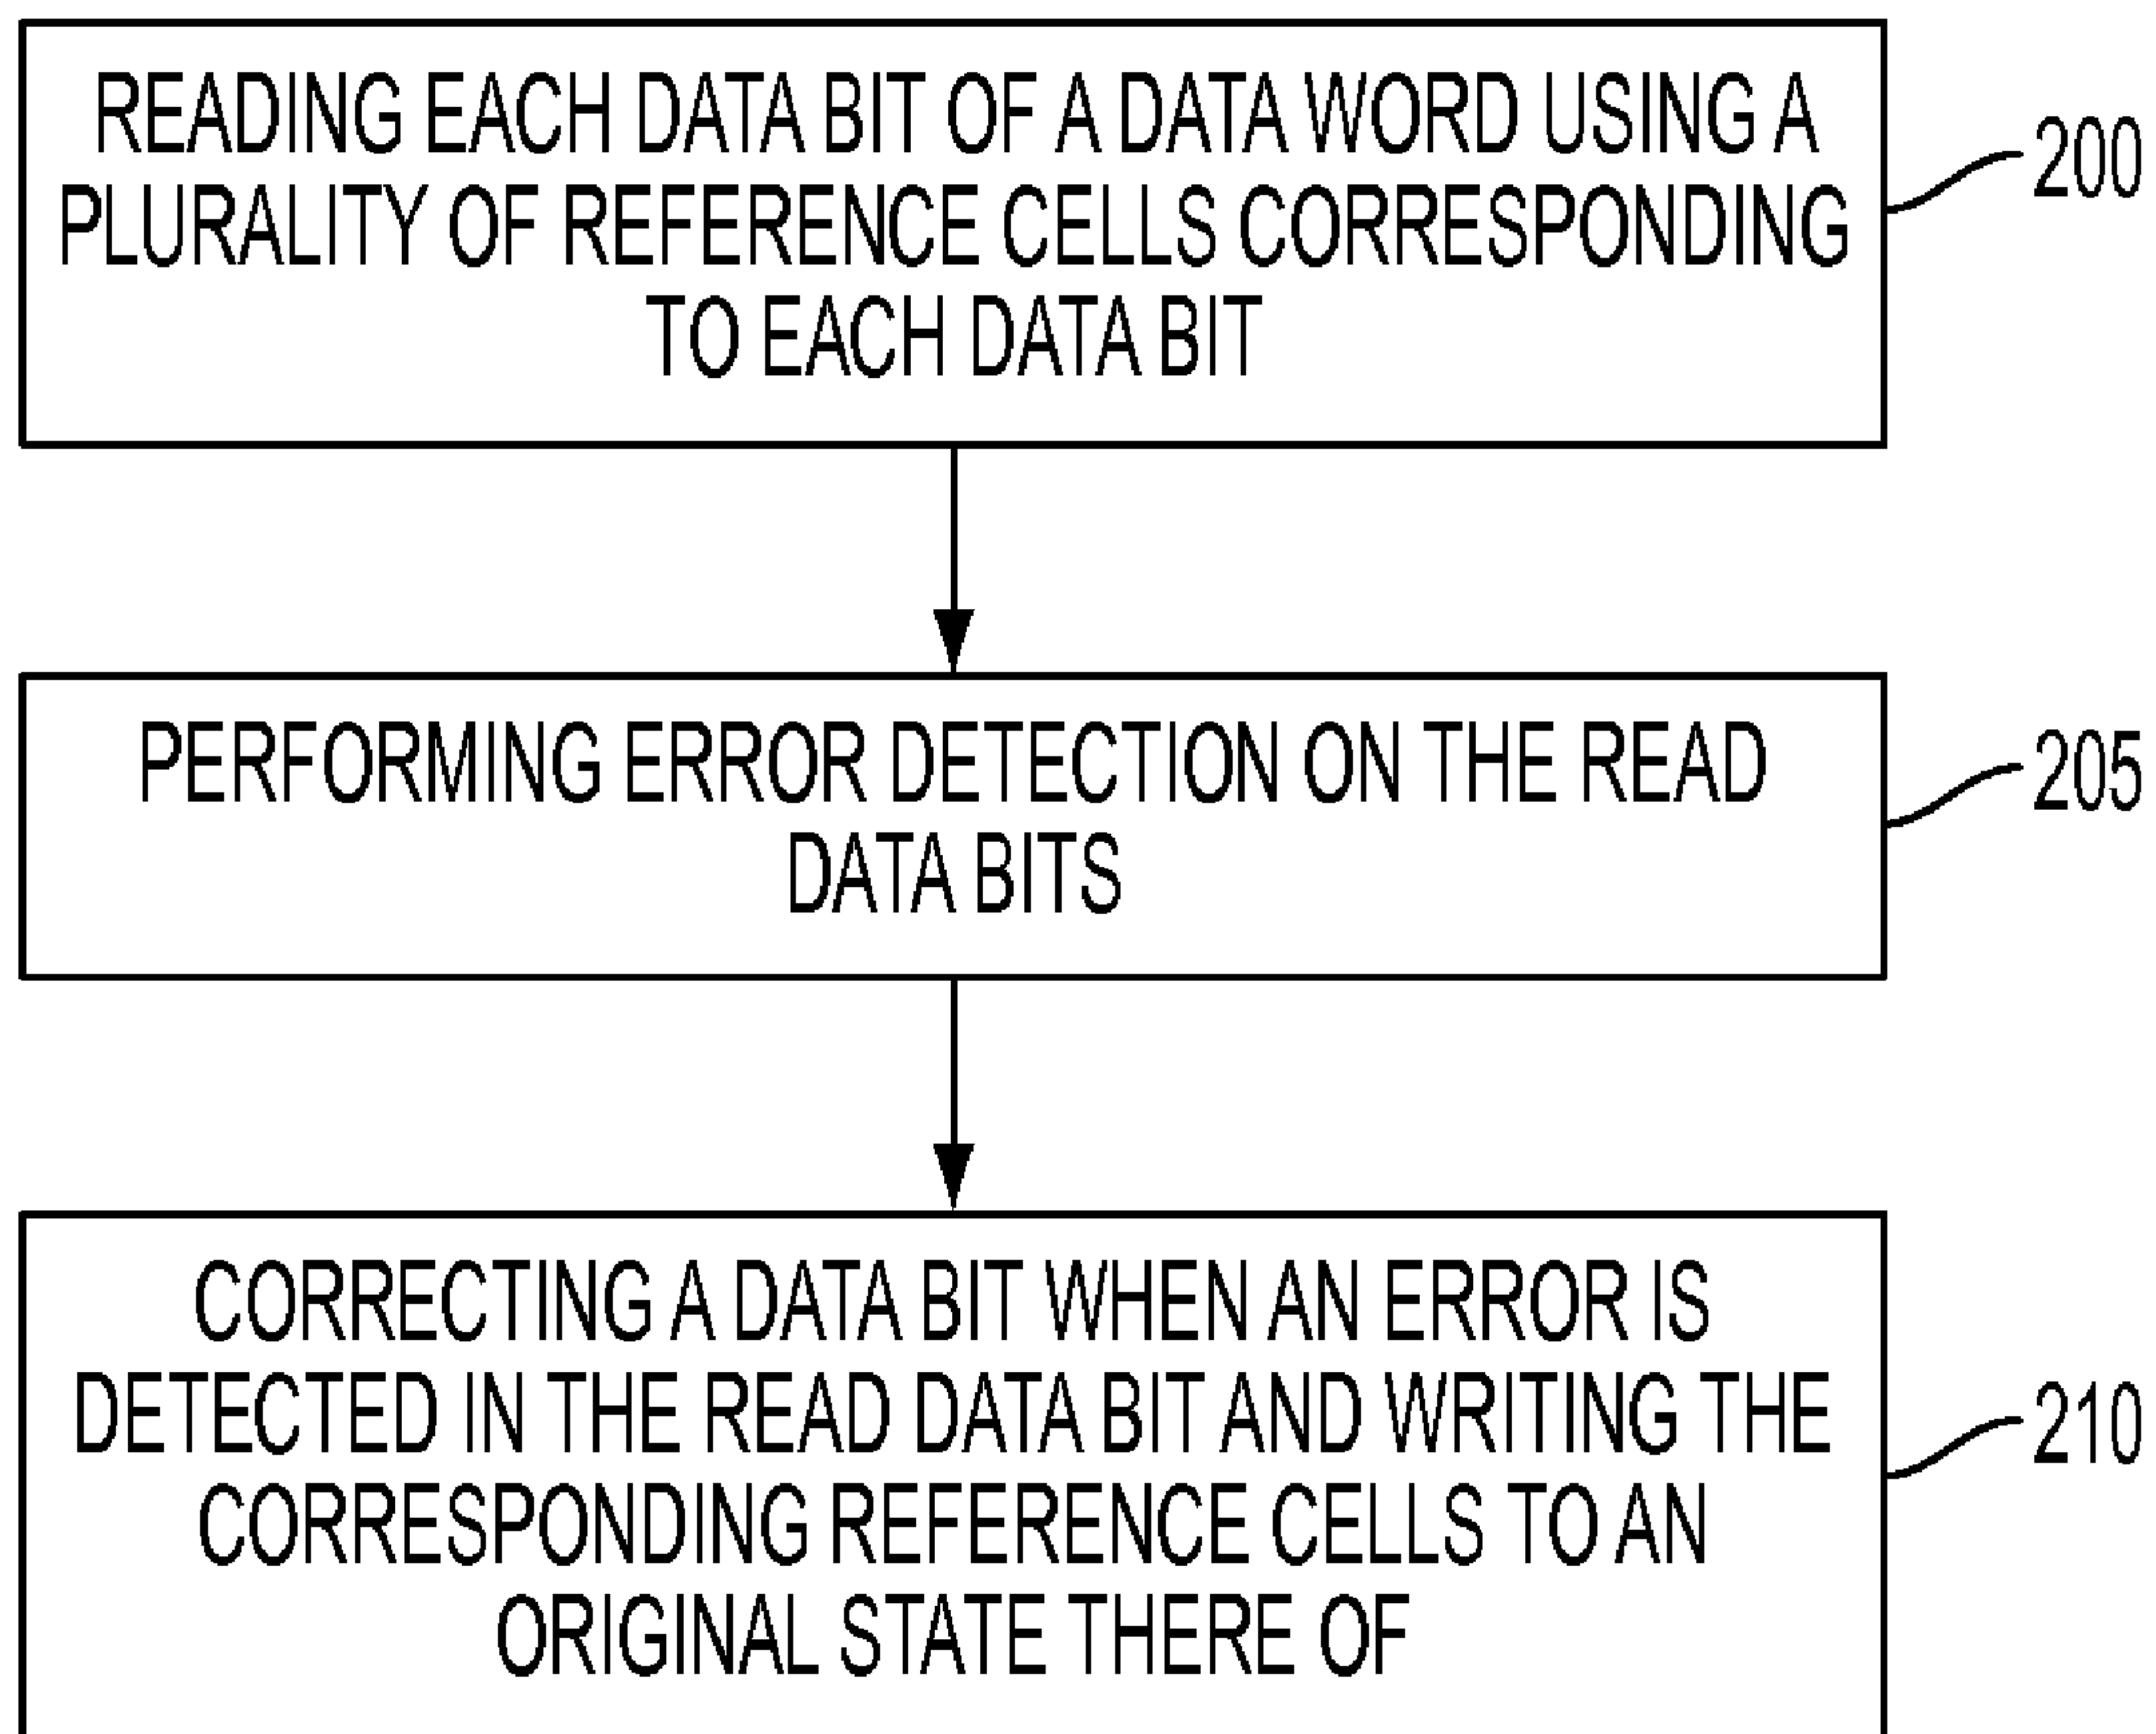 READING EACH DATA BIT OF A DATA WORD USING A
PLURALITY OF REFERENCE CELLS CORRESPONDING
TO EACH DATA BIT
200
PERFORMING ERROR DETECTION ON THE READ
DATA BITS
205
CORRECTING A DATA BIT WHEN AN ERROR IS
DETECTED IN THE READ DATA BIT AND WRITING THE
CORRESPONDING REFERENCE CELLS TO AN
ORIGINAL STATE THERE OF
210